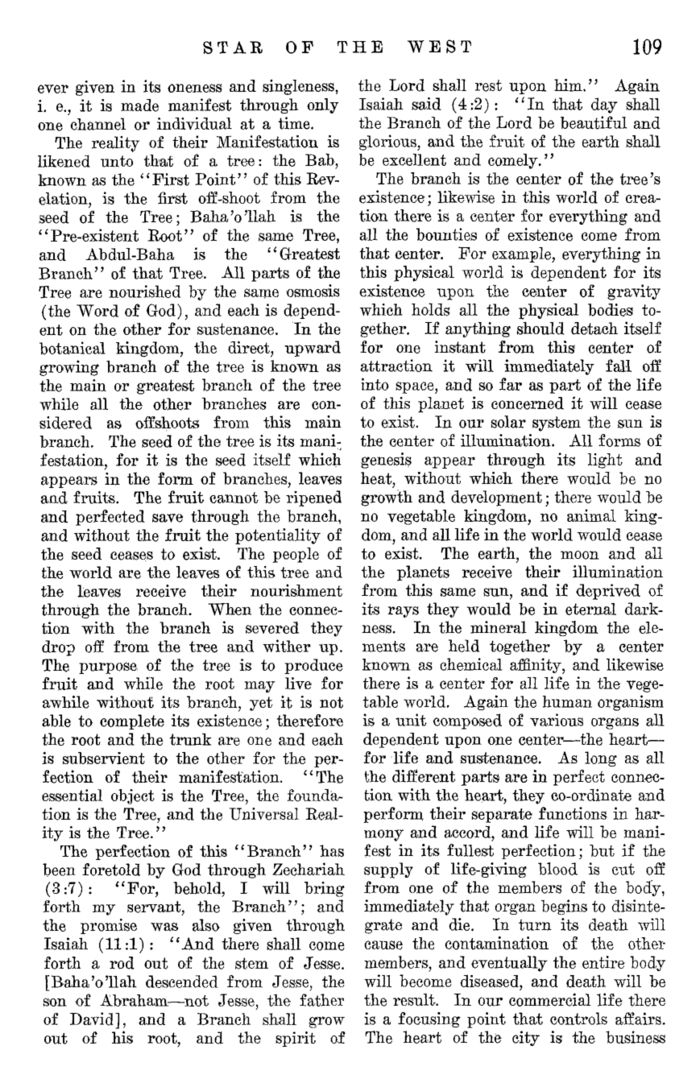 STAR OF THE WEST 109
ever given in its oneness and singleness,
i. e., it is made manifest through only
one channel or individual at a time.
The reality of their Manifestation is
likened unto that of a tree: the Bab,
known as the "First Point" of this Rev-
elation, is the first off-shoot from the
seed of the Tree; Baha'o'llah is the
"Pre-existent Root" of the same Tree,
and Abdul-Baha is the "Greatest
Branch" of that Tree. All parts of the
Tree are nourished by the same osmosis
(the Word of God), and each is depend-
ent on the other for sustenance. In the
botanical kingdom, the direct, upward
growing branch of the tree is known as
the main or greatest branch of the tree
while all the other branches are con-
sidered as offshoots from this main
branch. The seed of the tree is its mani-
festation, for it is the seed itself which
appears in the form of branches, leaves
and fruits. The fruit cannot be ripened
and perfected save through the branch,
and without the fruit the potentiality of
the seed ceases to exist. The people of
the world are the leaves of this tree and
the leaves receive their nourishment
through the branch. When the connec-
tion with the branch is severed they
drop off from the tree and wither up.
The purpose of the tree is to produce
fruit and while the root may live for
awhile without its branch, yet it is not
able to complete its existence; therefore
the root and the trunk are one and each
is subservient to the other for the per-
fection of their manifestation. "The
essential object is the Tree, the founda-
tion is the Tree, and the Universal Real-
ity is the Tree."
The perfection of this "Branch" has
been foretold by God through Zechariah
(3:7): "For, behold, I will bring
forth my servant, the Branch"; and
the promise was also given through
Isaiah (11:1): "And there shall come
forth a rod out of the stem of Jesse.
[Baha'o'llah descended from Jesse, the
son of Abraham—not Jesse, the father
of David], and a Branch shall grow
out of his root, and the spirit of
the Lord shall rest upon him." Again
Isaiah said (4:2): "In that day shall
the Branch of the Lord be beautiful and
glorious, and the fruit of the earth shall
be excellent and comely."
The branch is the center of the tree's
existence; likewise in this world of crea-
tion there is a center for everything and
all the bounties of existence come from
that center. For example, everything in
this physical world is dependent for its
existence upon the center of gravity
which holds all the physical bodies to-
gether. If anything should detach itself
for one instant from this center of
attraction it will immediately fall off
into space, and so far as part of the life
of this planet is concerned it will cease
to exist. In our solar system the sun is
the center of illumination. All forms of
genesis appear through its light and
heat, without which there would be no
growth and development; there would be
no vegetable kingdom, no animal king-
dom, and all life in the world would cease
to exist. The earth, the moon and all
the planets receive their illumination
from this same sun, and if deprived of
its rays they would be in eternal dark-
ness. In the mineral kingdom the ele-
ments are held together by a center
known as chemical affinity, and likewise
there is a center for all life in the vege-
table world. Again the human organism
is a unit composed of various organs all
dependent upon one center—the heart—
for life and sustenance. As long as all
the different parts are in perfect connec-
tion with the heart, they co-ordinate and
perform their separate functions in har-
mony and accord, and life will be mani-
fest in its fullest perfection; but if the
supply of life-giving blood is cut off
from one of the members of the body,
immediately that organ begins to disinte-
grate and die. In turn its death will
cause the contamination of the other
members, and eventually the entire body
will become diseased, and death will be
the result. In our commercial life there
is a focusing point that controls affairs.
The heart of the city is the business